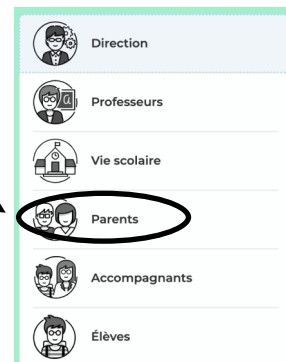 Direction
Professeurs
Vie scolaire
Parents
Accompagnants
Élèves